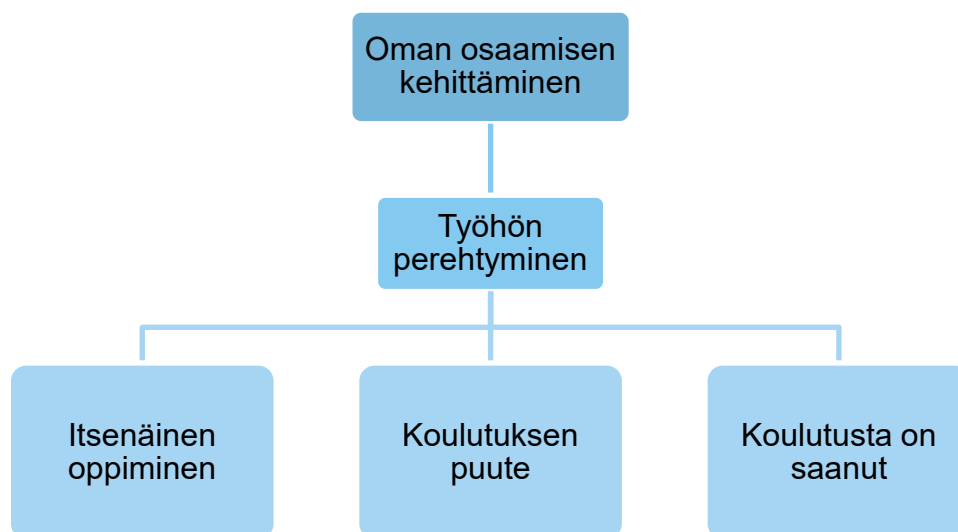 Oman osaamisen
kehittäminen
Työhön
perehtyminen
Itsenäinen
oppiminen
Koulutuksen
puute
Koulutusta on
saanut